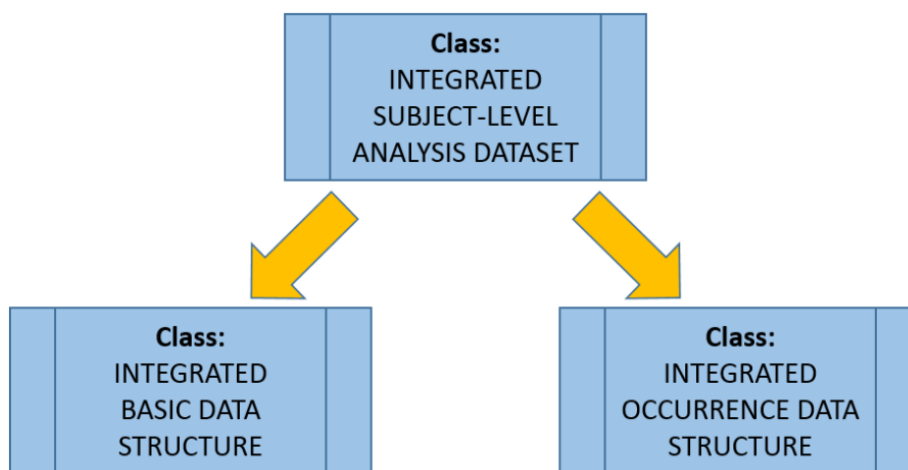 Class:
INTEGRATED
SUBJECT-LEVEL
ANALYSIS DATASET
Class:
INTEGRATED
BASIC DATA
STRUCTURE
Class:
INTEGRATED
OCCURRENCE DATA
STRUCTURE